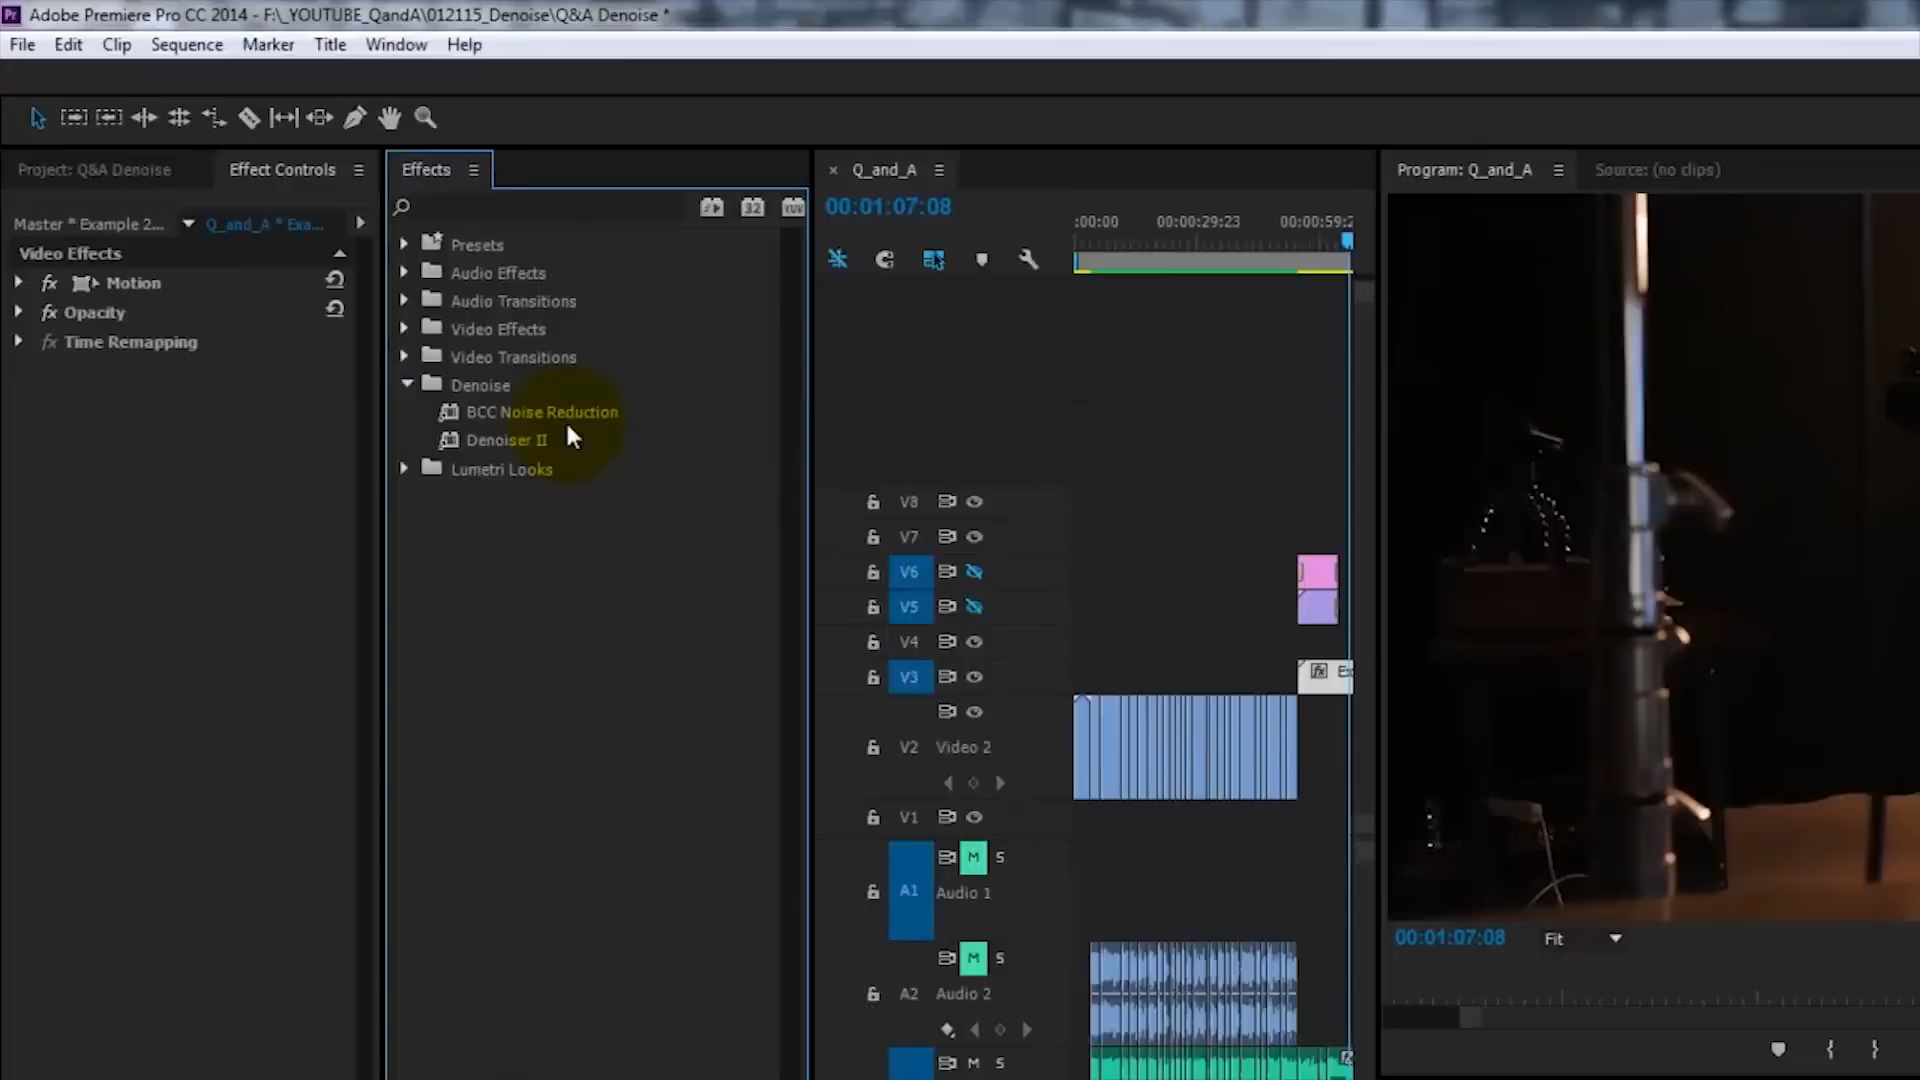 Adobe Premiere Pro CC 2014 - F:\_YOUTUBE_QandA\012115_Denoise\Q&A Denoise *
File Edit Clip Sequence Marker Title Window Help
Project: Q&A Denoise
Effect Controls
Master * Example 2...
Q_and_A * Exa...
Video Effects
fx Motion
fx Opacity
fx Time Remapping
Effects
32
YUV
Presets
Audio Effects
Audio Transitions
Video Effects
Video Transitions
Denoise
BCC Noise Reduction
Denoiser II
Lumetri Looks
× Q_and_A
00:01:07:08
:00:00 00:00:29:23 00:00:59:2
V8
V7
V6
V5
V4
V3
fx
V2 Video 2
V1
M S
A1 Audio 1
M S
A2 Audio 2
M S
Program: Q_and_A
Source: (no clips)
00:01:07:08 Fit